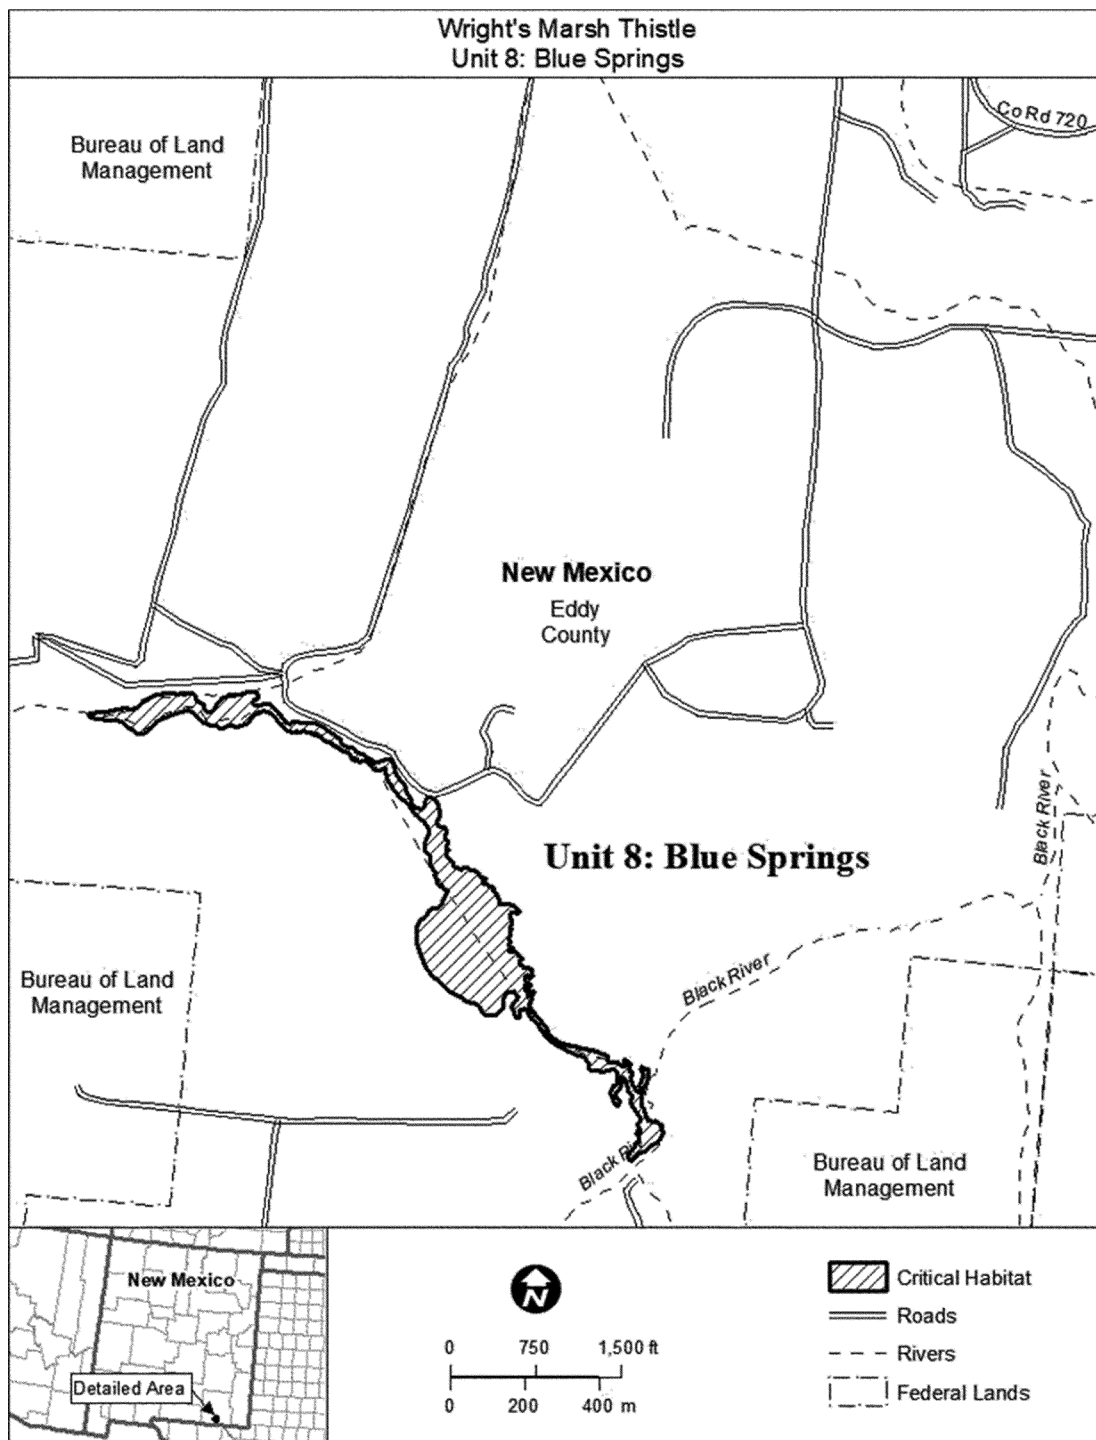 Wright's Marsh Thistle
Unit 8: Blue Springs
Co Rd 720
Bureau of Land
Management
New Mexico
Eddy
County
Black River
Unit 8: Blue Springs
Bureau of Land
Management
Black River
Black Ri
Bureau of Land
Management
New Mexico
Detailed Area
N
0 750 1,500 ft
0 200 400 m
Critical Habitat
Roads
Rivers
Federal Lands